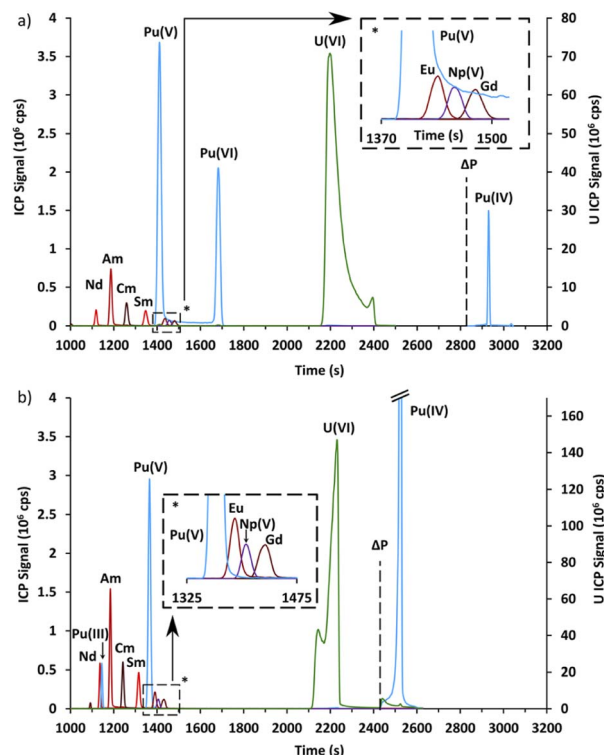 a)
4
3.5
3
2.5
2
1.5
1
0.5
0
ICP Signal (10⁶ cps)
Pu(V)
Nd
Am
Cm
Sm
*
Pu(VI)
U(VI)
*
Pu(V)
Eu
Np(V)
Gd
1370 Time (s) 1500
ΔP
Pu(IV)
80
70
60
50
40
30
20
10
0
U ICP Signal (10⁶ cps)
1000 1200 1400 1600 1800 2000 2200 2400 2600 2800 3000 3200
Time (s)
b)
4
3.5
3
2.5
2
1.5
1
0.5
0
ICP Signal (10⁶ cps)
Pu(V)
Am
Pu(III)
Nd
Cm
Sm
*
*
Eu
Pu(V)
Np(V)
Gd
1325 1475
U(VI)
ΔP
Pu(IV)
160
140
120
100
80
60
40
20
0
U ICP Signal (10⁶ cps)
1000 1200 1400 1600 1800 2000 2200 2400 2600 2800 3000 3200
Time (s)